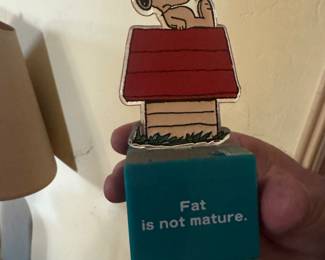 Fat
is not mature.